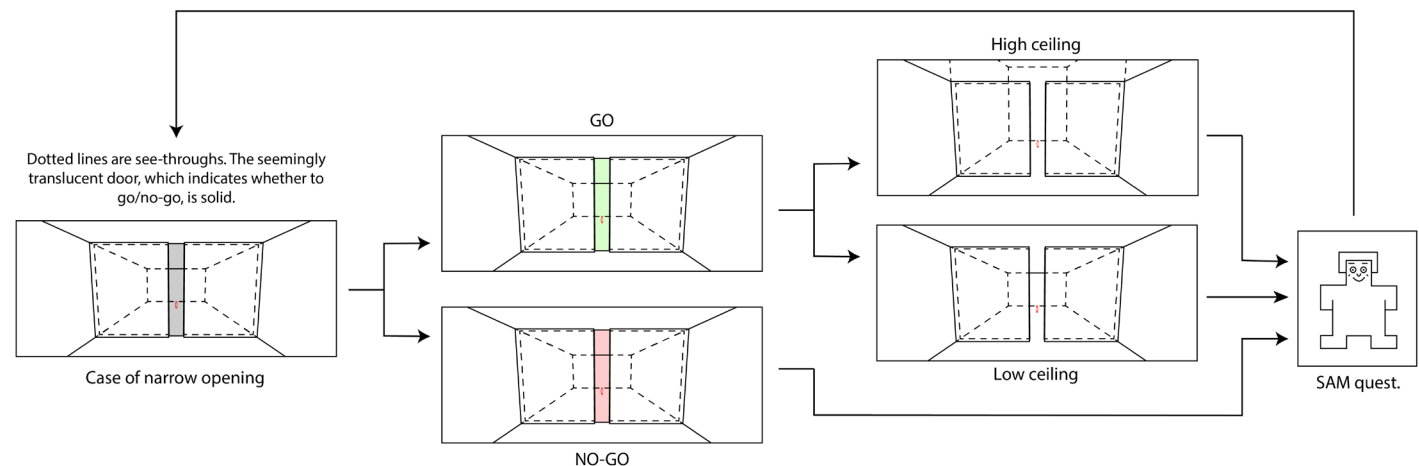 High ceiling
GO
Dotted lines are see-throughs. The seemingly
translucent door, which indicates whether to
go/no-go, is solid.
Case of narrow opening
Low ceiling
SAM quest.
NO-GO